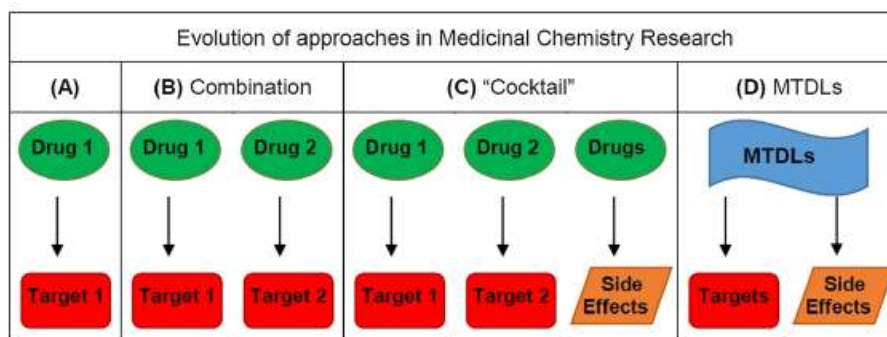 Evolution of approaches in Medicinal Chemistry Research
(A)
(B) Combination
(C) “Cocktail”
(D) MTDLs
Drug 1
Drug 1
Drug 2
Drug 1
Drug 2
Drugs
MTDLs
Target 1
Target 1
Target 2
Target 1
Target 2
Side
Effects
Targets
Side
Effects